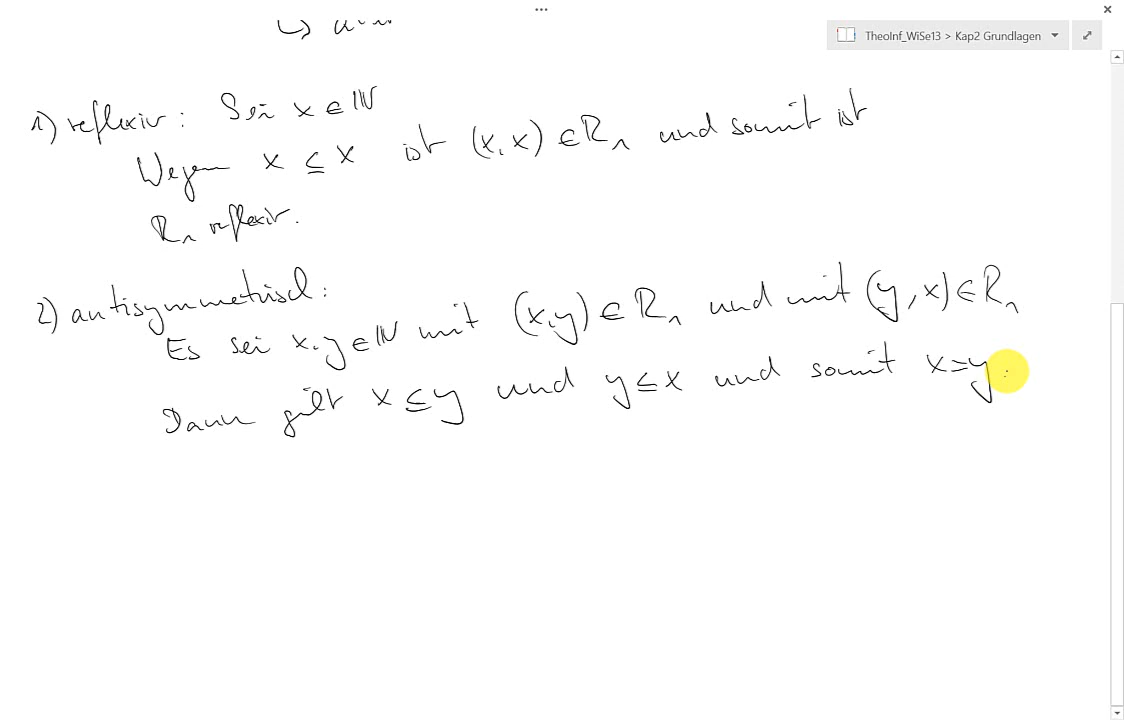 TheoInf_WiSe13 > Kap2 Grundlagen
1) reflexiv: Sei x ∈ ℕ
Wegen x ≤ x ist (x, x) ∈ R₁ und somit ist
R₁ reflexiv.
2) antisymmetrisch:
Es sei x, y ∈ ℕ mit (x, y) ∈ R₁ und mit (y, x) ∈ R₁
Dann gilt x ≤ y und y ≤ x und somit x = y.